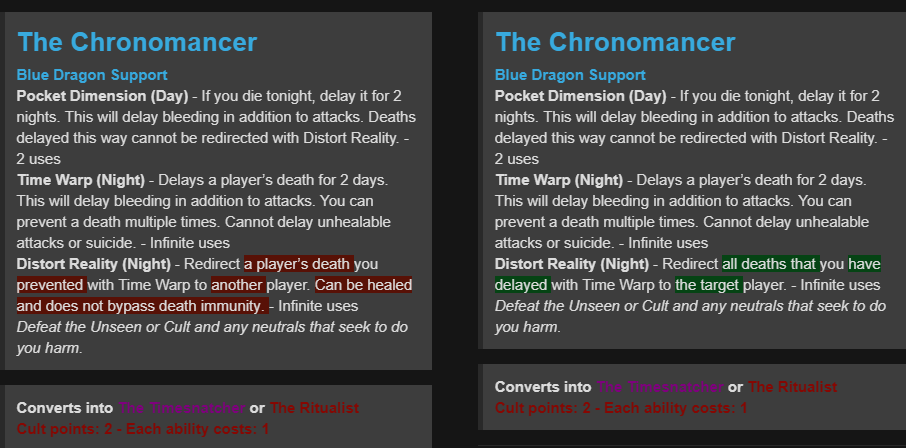 The Chronomancer
Blue Dragon Support
Pocket Dimension (Day) - If you die tonight, delay it for 2
nights. This will delay bleeding in addition to attacks. Deaths
delayed this way cannot be redirected with Distort Reality. -
2 uses
Time Warp (Night) - Delays a player’s death for 2 days.
This will delay bleeding in addition to attacks. You can
prevent a death multiple times. Cannot delay unhealable
attacks or suicide. - Infinite uses
Distort Reality (Night) - Redirect a player’s death you
prevented with Time Warp to another player. Can be healed
and does not bypass death immunity. - Infinite uses
Defeat the Unseen or Cult and any neutrals that seek to do
you harm.
Converts into The Timesnatcher or The Ritualist
Cult points: 2 - Each ability costs: 1
The Chronomancer
Blue Dragon Support
Pocket Dimension (Day) - If you die tonight, delay it for 2
nights. This will delay bleeding in addition to attacks. Deaths
delayed this way cannot be redirected with Distort Reality. -
2 uses
Time Warp (Night) - Delays a player’s death for 2 days.
This will delay bleeding in addition to attacks. You can
prevent a death multiple times. Cannot delay unhealable
attacks or suicide. - Infinite uses
Distort Reality (Night) - Redirect all deaths that you have
delayed with Time Warp to the target player. - Infinite uses
Defeat the Unseen or Cult and any neutrals that seek to do
you harm.
Converts into The Timesnatcher or The Ritualist
Cult points: 2 - Each ability costs: 1